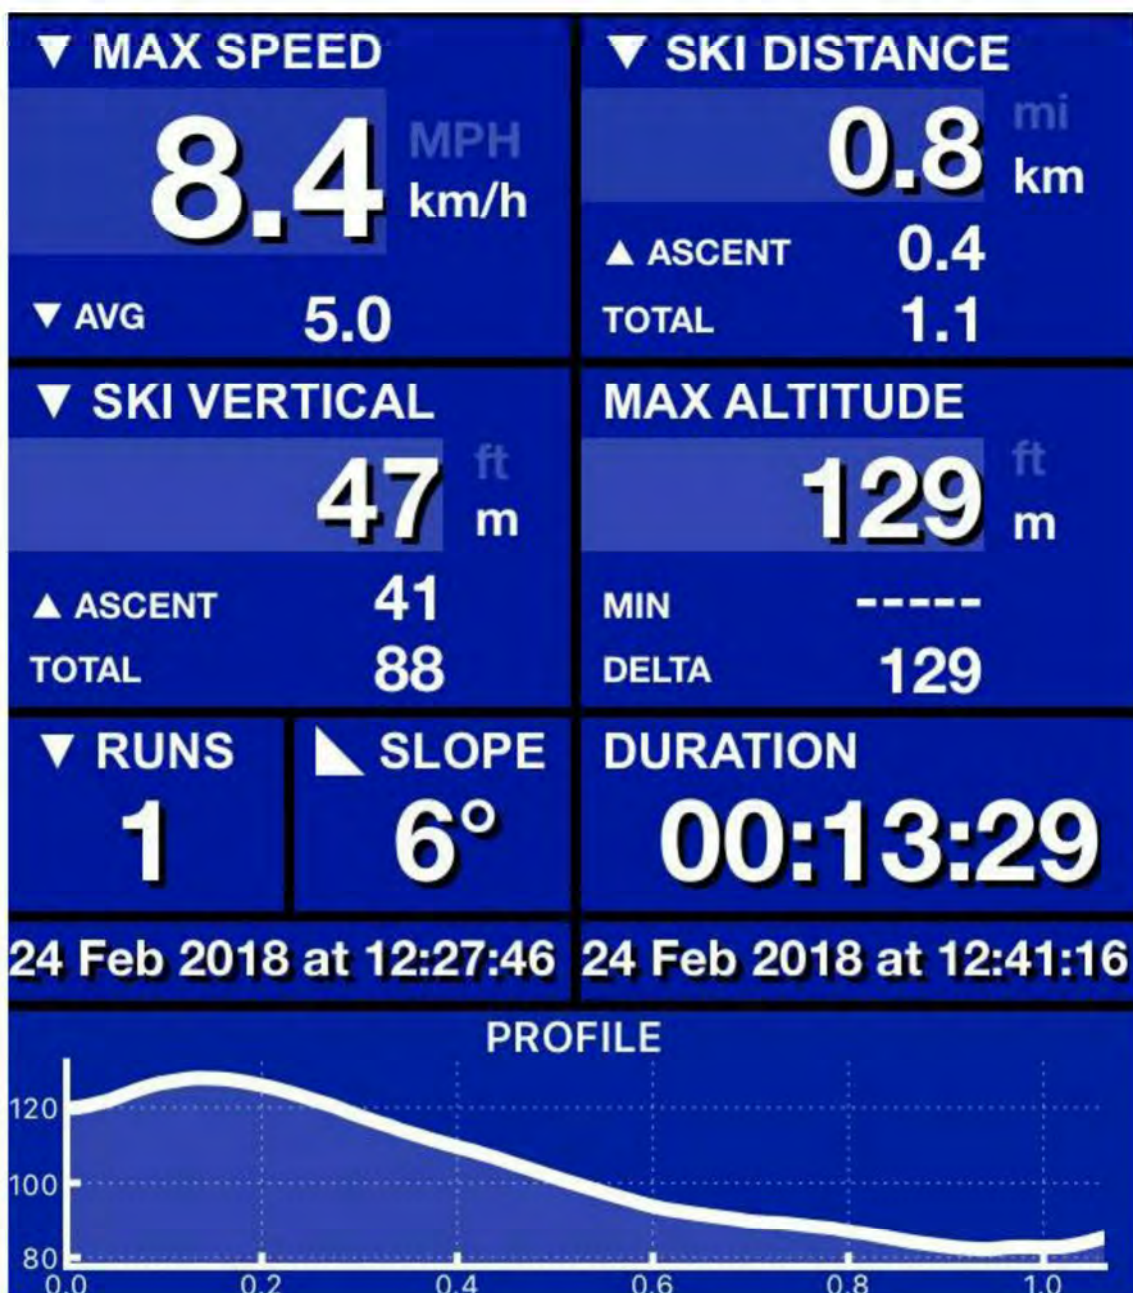 ▼ MAX SPEED
8.4 MPH km/h
▼ AVG 5.0
▼ SKI DISTANCE
0.8 mi km
▲ ASCENT 0.4
TOTAL 1.1
▼ SKI VERTICAL
47 ft m
▲ ASCENT 41
TOTAL 88
MAX ALTITUDE
129 ft m
MIN -----
DELTA 129
▼ RUNS
1
SLOPE
6°
DURATION
00:13:29
24 Feb 2018 at 12:27:46
24 Feb 2018 at 12:41:16
PROFILE
120
100
80
0.0 0.2 0.4 0.6 0.8 1.0